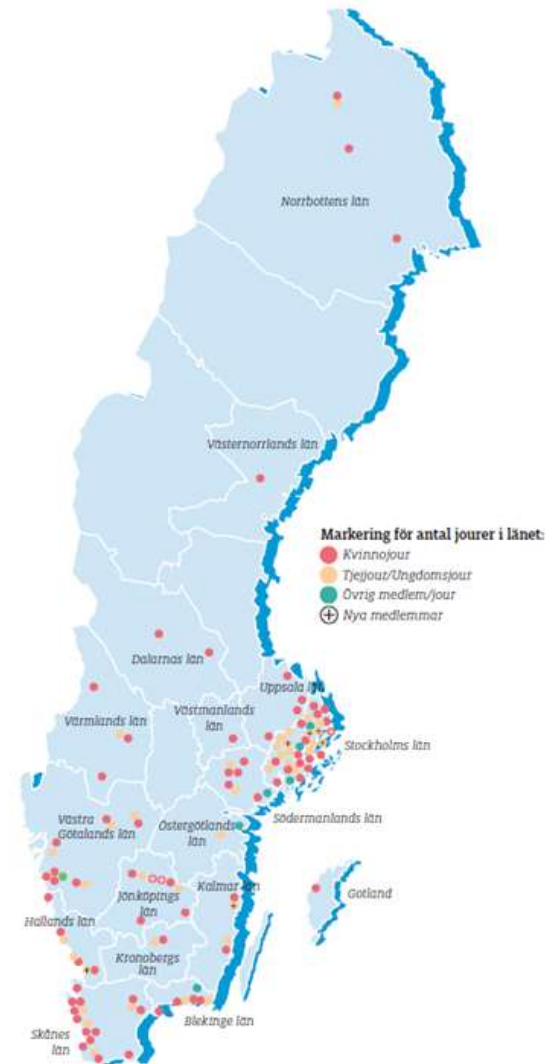 Norrbottens län
Västernorrlands län
Markering för antal jourer i länet:
Kvinnojour
Tjejjour/Ungdomsjour
Övrig medlem/jour
Nya medlemmar
Dalarnas län
Uppsala län
Värmlands län
Västmanlands
län
Stockholms län
Södermanlands län
Västra
Götalands län
Östergötlands
län
Gotland
Jönköpings
län
Kalmar län
Hallands län
Kronobergs
län
Blekinge län
Skånes
län